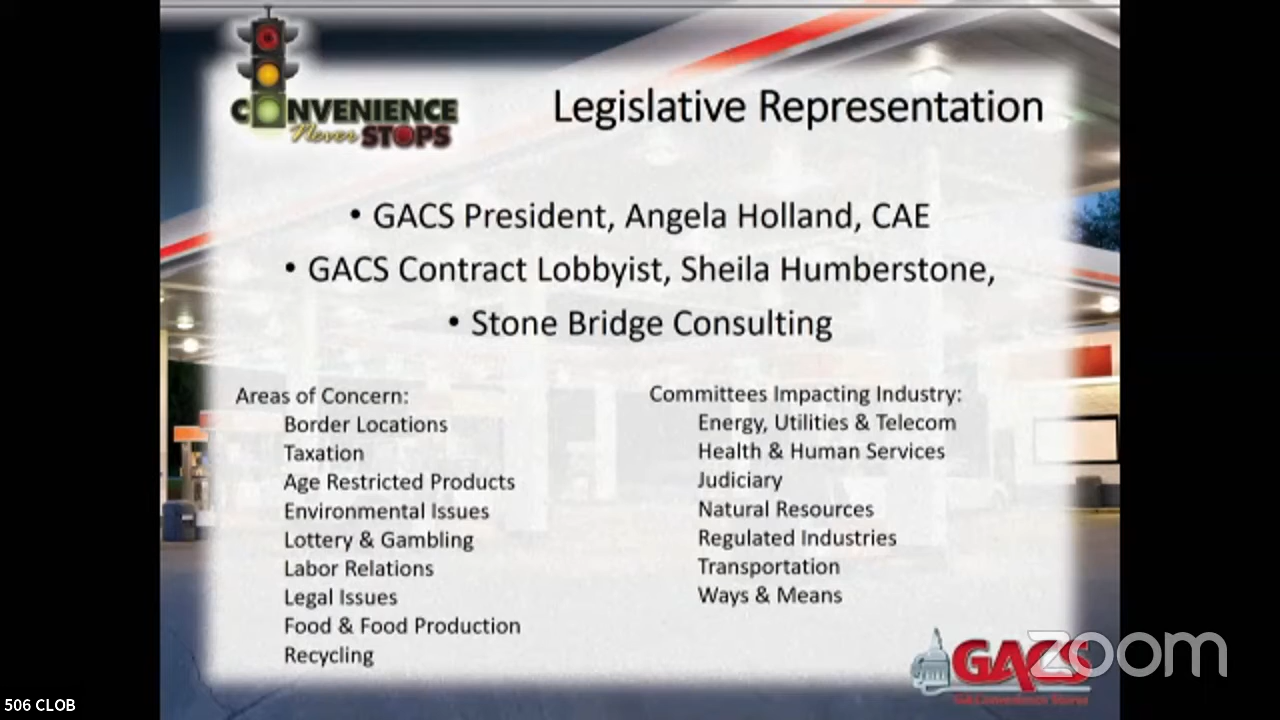 CONVENIENCE
Never STOPS
Legislative Representation
• GACS President, Angela Holland, CAE
• GACS Contract Lobbyist, Sheila Humberstone,
• Stone Bridge Consulting
Areas of Concern:
Border Locations
Taxation
Age Restricted Products
Environmental Issues
Lottery & Gambling
Labor Relations
Legal Issues
Food & Food Production
Recycling
Committees Impacting Industry:
Energy, Utilities & Telecom
Health & Human Services
Judiciary
Natural Resources
Regulated Industries
Transportation
Ways & Means
GACS
zoom
506 CLOB